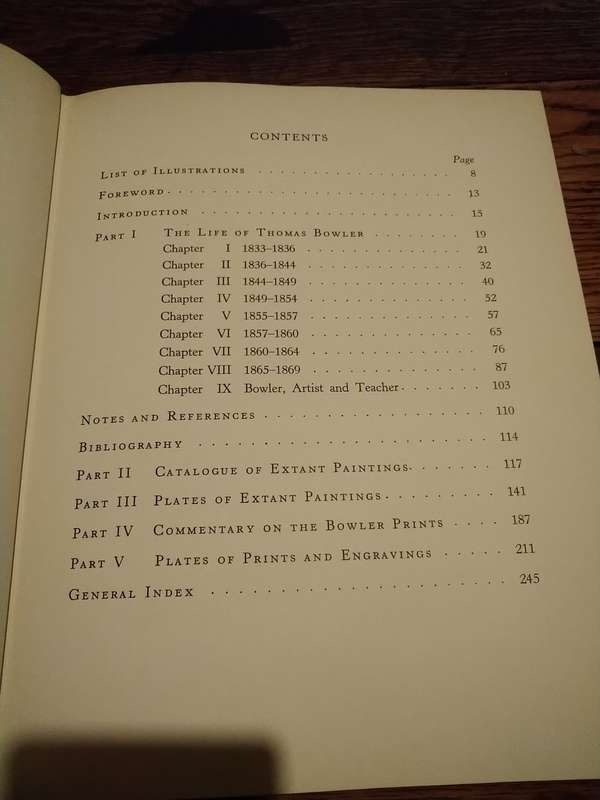 CONTENTS
Page
List of Illustrations . . . . . . . . . . . . . . . . . 8
Foreword . . . . . . . . . . . . . . . . . . . . . . . 13
Introduction . . . . . . . . . . . . . . . . . . . . . 15
Part I The Life of Thomas Bowler . . . . . . . . 19
Chapter I 1833–1836 . . . . . . . . . . . . . 21
Chapter II 1836–1844 . . . . . . . . . . . . . 32
Chapter III 1844–1849 . . . . . . . . . . . . . 40
Chapter IV 1849–1854 . . . . . . . . . . . . . 52
Chapter V 1855–1857 . . . . . . . . . . . . . 57
Chapter VI 1857–1860 . . . . . . . . . . . . . 65
Chapter VII 1860–1864 . . . . . . . . . . . . . 76
Chapter VIII 1865–1869 . . . . . . . . . . . . . 87
Chapter IX Bowler, Artist and Teacher . . . . . . . 103
Notes and References . . . . . . . . . . . . . . . . 110
Bibliography . . . . . . . . . . . . . . . . . . . . 114
Part II Catalogue of Extant Paintings . . . . . . . 117
Part III Plates of Extant Paintings . . . . . . . . . 141
Part IV Commentary on the Bowler Prints . . . . 187
Part V Plates of Prints and Engravings . . . . . 211
General Index . . . . . . . . . . . . . . . . . . . . . 245